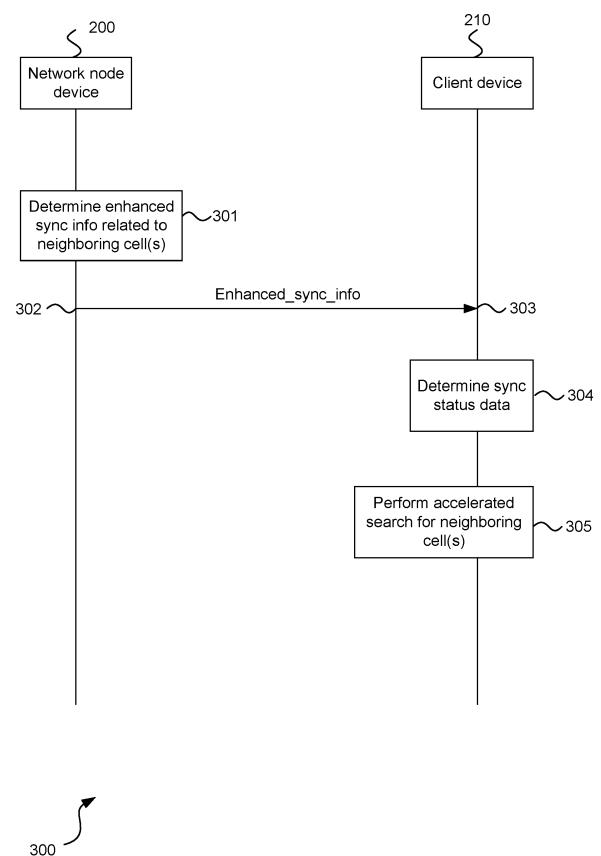 200
210
Network node
device
Client device
Determine enhanced
sync info related to
neighboring cell(s)
301
Enhanced_sync_info
302
303
Determine sync
status data
304
Perform accelerated
search for neighboring
cell(s)
305
300